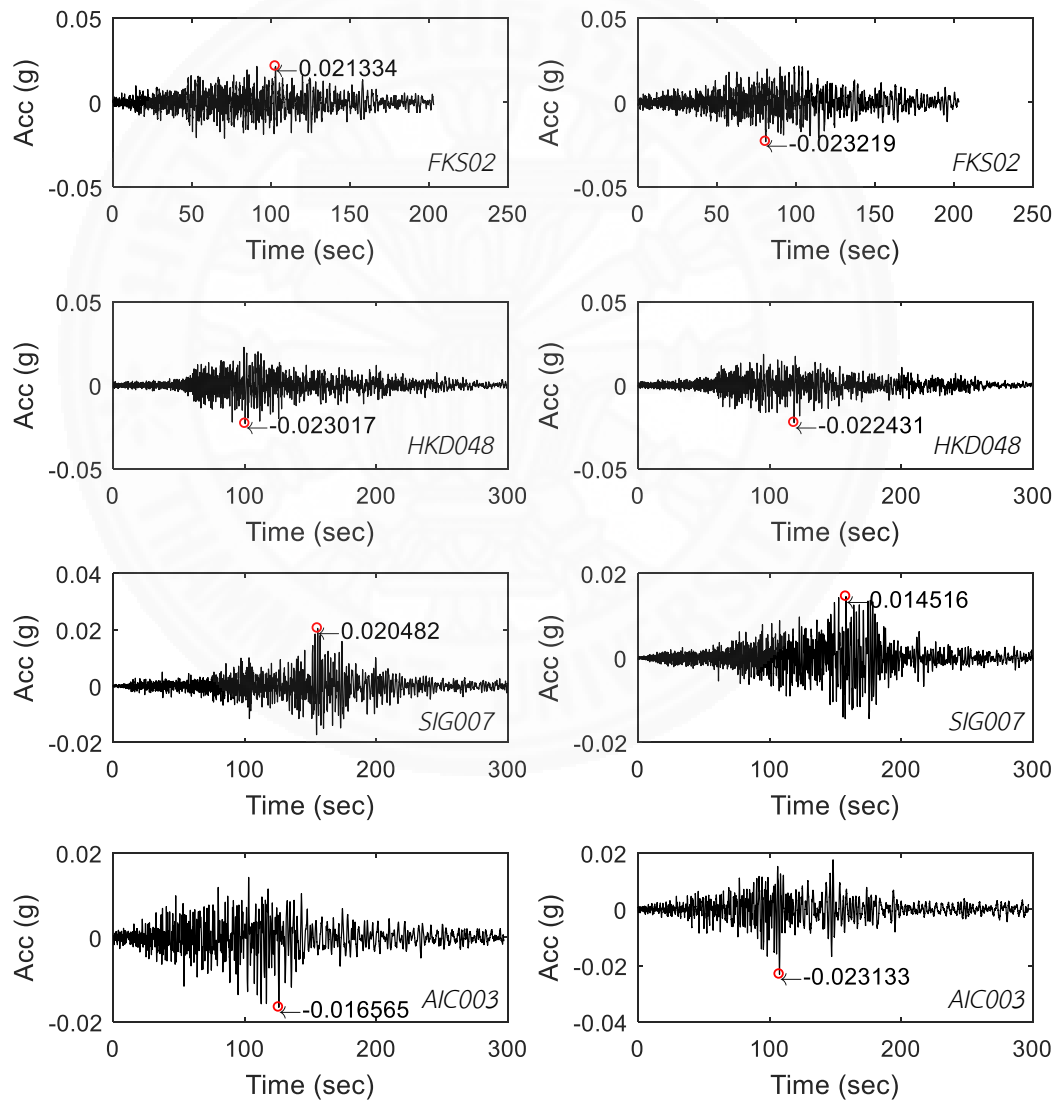 0.05 0.05
0.021334
Acc (g) 0 Acc (g) 0
-0.023219
FKS02 FKS02
-0.05 -0.05
0 50 100 150 200 250 0 50 100 150 200 250
Time (sec) Time (sec)
0.05 0.05
Acc (g) 0 Acc (g) 0
-0.023017 -0.022431
HKD048 HKD048
-0.05 -0.05
0 100 200 300 0 100 200 300
Time (sec) Time (sec)
0.04 0.02
0.014516
0.02 0.020482
Acc (g) 0 Acc (g) 0
SIG007 SIG007
-0.02 -0.02
0 100 200 300 0 100 200 300
Time (sec) Time (sec)
0.02 0.02
Acc (g) 0 Acc (g) 0
-0.02 -0.023133
AIC003 AIC003
-0.016565
-0.02 -0.04
0 100 200 300 0 100 200 300
Time (sec) Time (sec)